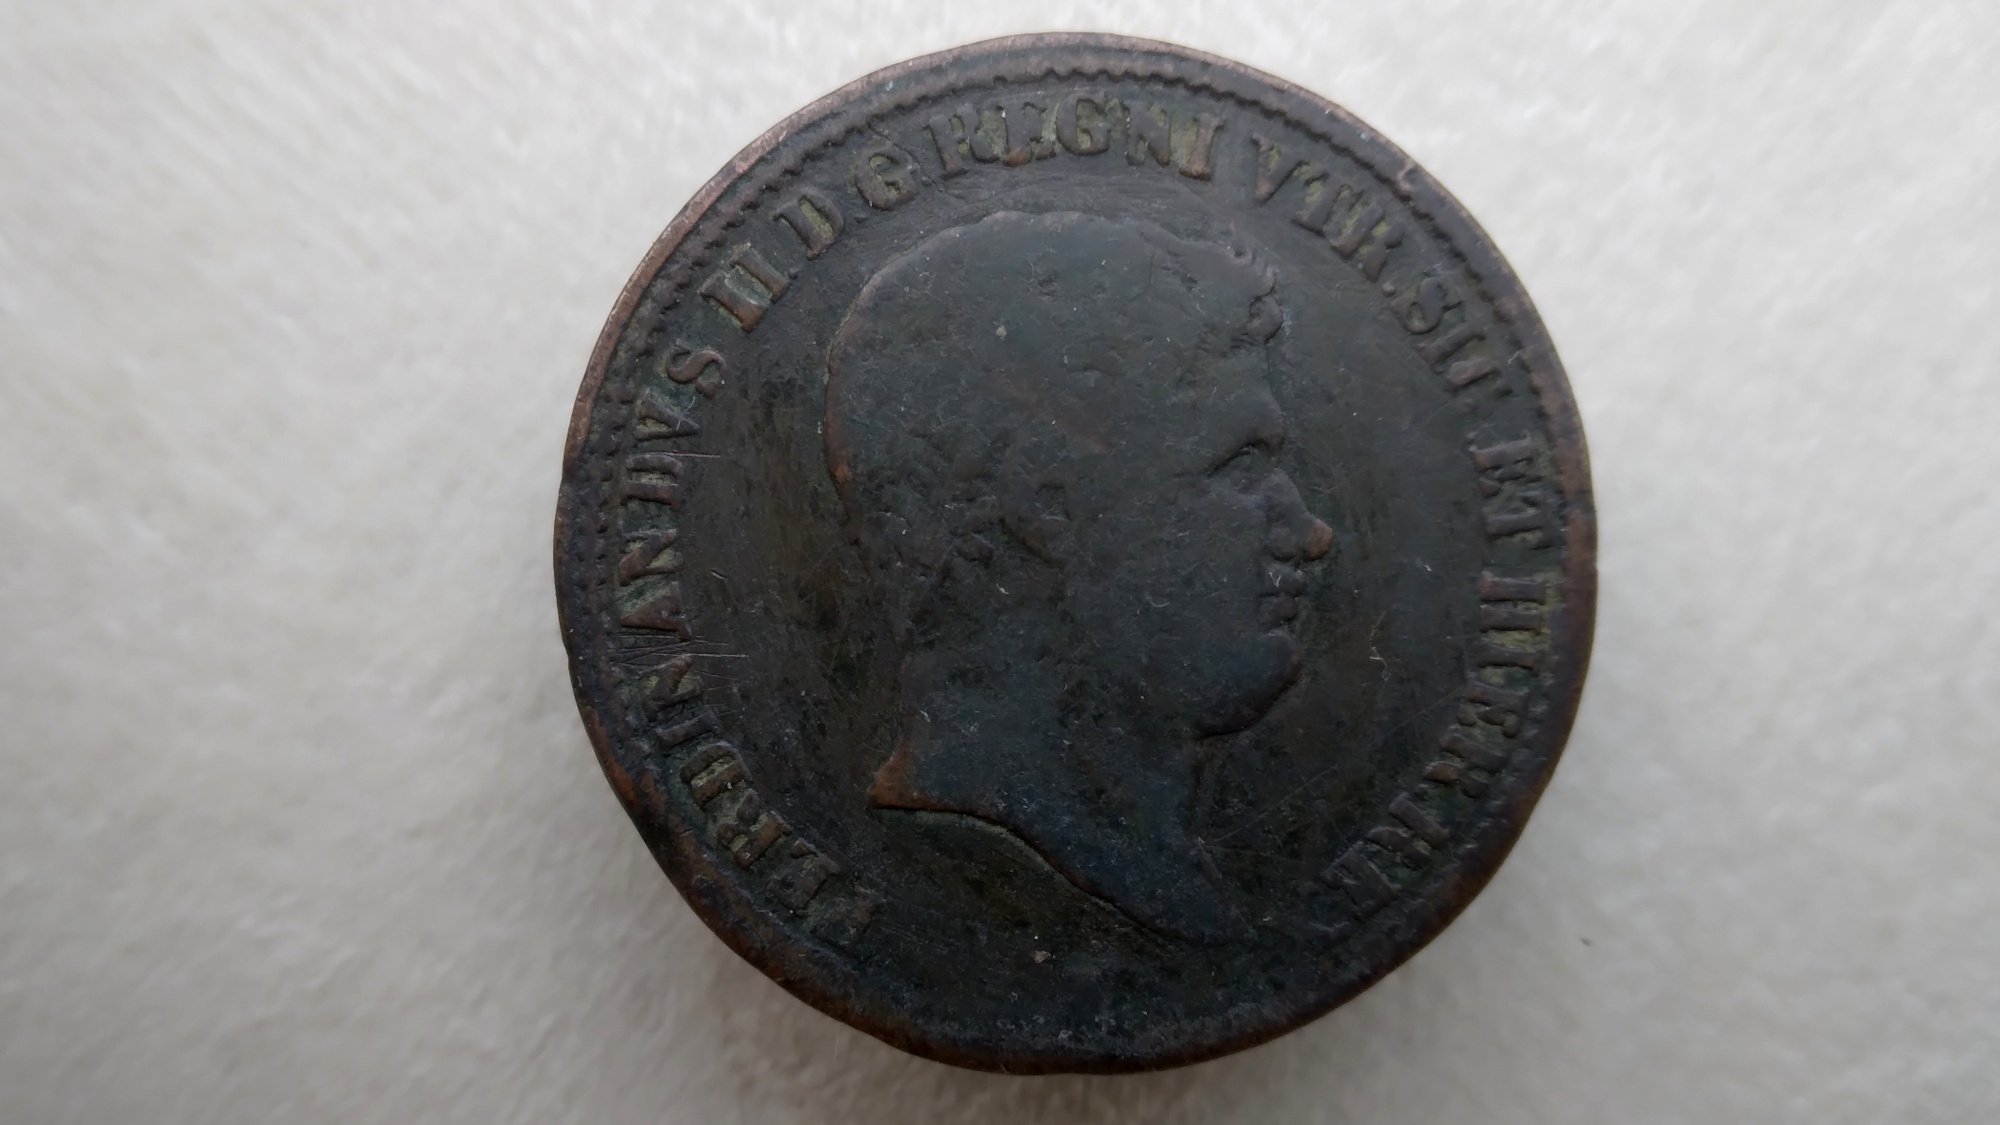 FERDINANDVS II. D. G. REGNI VTR. SIC. ET HIER. REX